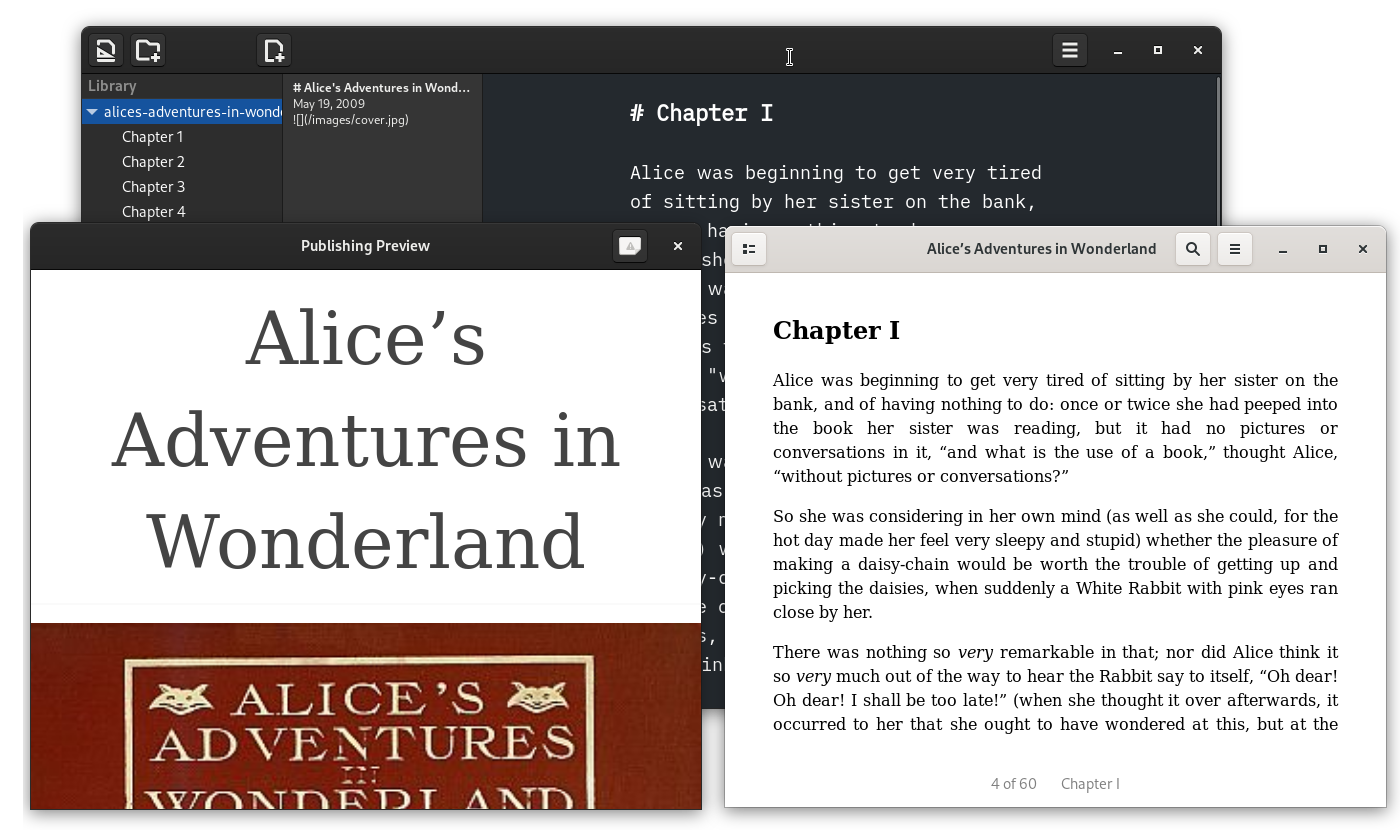 Library
alices-adventures-in-wonde
Chapter 1
Chapter 2
Chapter 3
Chapter 4
# Alice's Adventures in Wond…
May 19, 2009
![](/images/cover.jpg)
# Chapter I
Alice was beginning to get very tired
of sitting by her sister on the bank,
Publishing Preview
Alice’s
Adventures in
Wonderland
ALICE'S
ADVENTURES
IN
WONDERLAND
Alice’s Adventures in Wonderland
Chapter I
Alice was beginning to get very tired of sitting by her sister on the
bank, and of having nothing to do: once or twice she had peeped into
the book her sister was reading, but it had no pictures or
conversations in it, “and what is the use of a book,” thought Alice,
“without pictures or conversations?”
So she was considering in her own mind (as well as she could, for the
hot day made her feel very sleepy and stupid) whether the pleasure of
making a daisy-chain would be worth the trouble of getting up and
picking the daisies, when suddenly a White Rabbit with pink eyes ran
close by her.
There was nothing so very remarkable in that; nor did Alice think it
so very much out of the way to hear the Rabbit say to itself, “Oh dear!
Oh dear! I shall be too late!” (when she thought it over afterwards, it
occurred to her that she ought to have wondered at this, but at the
4 of 60 Chapter I